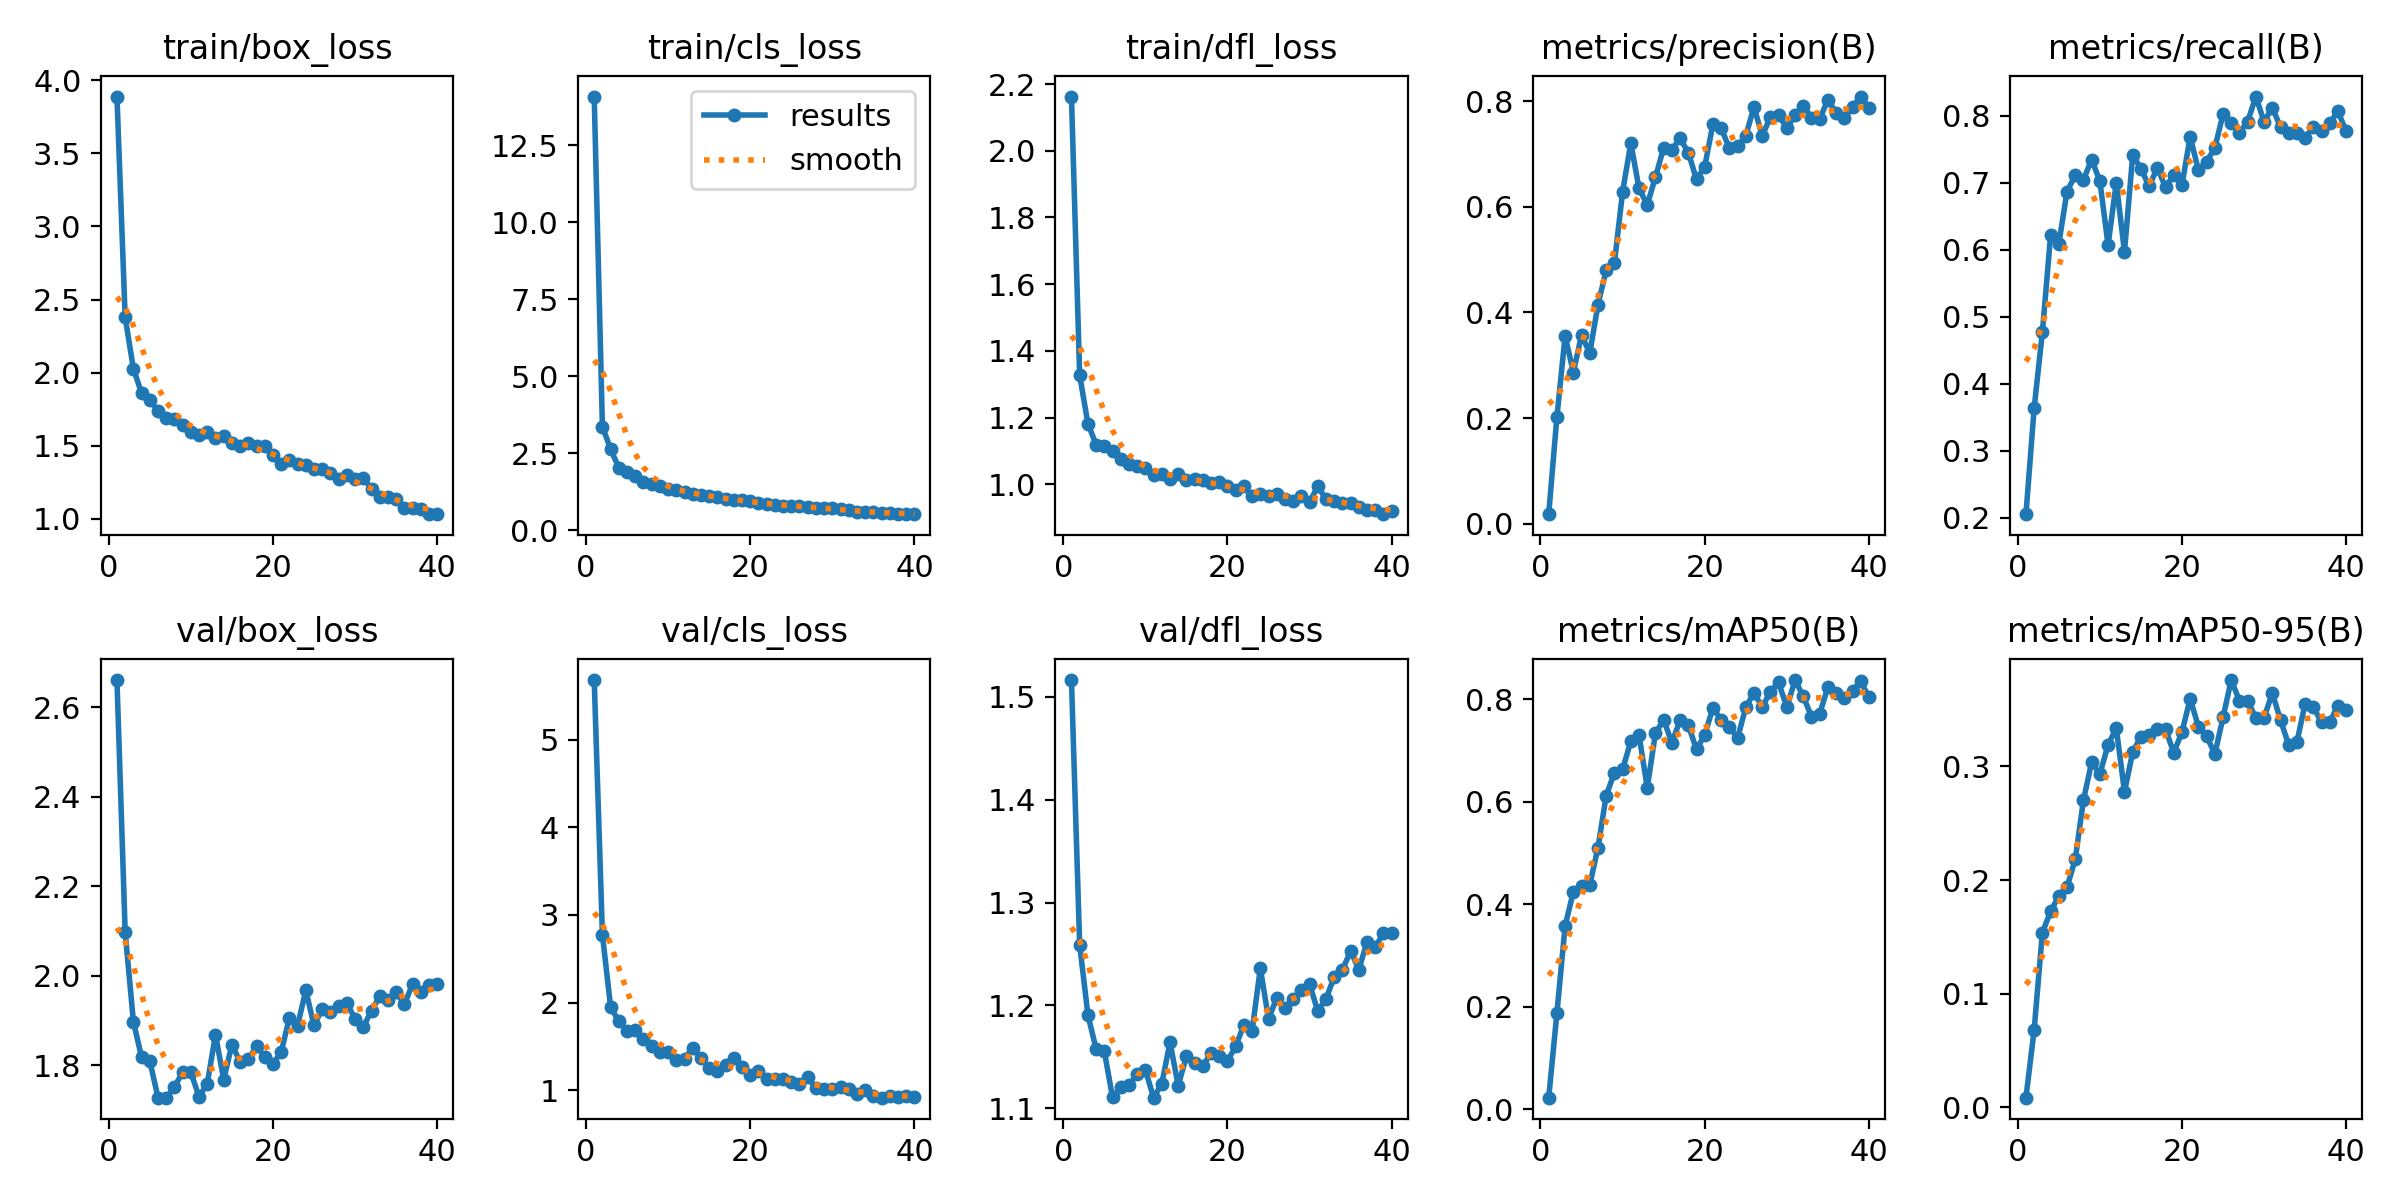 train/box_loss
4.0
3.5
3.0
2.5
2.0
1.5
1.0
0 20 40
train/cls_loss
results
smooth
12.5
10.0
7.5
5.0
2.5
0.0
0 20 40
train/dfl_loss
2.2
2.0
1.8
1.6
1.4
1.2
1.0
0 20 40
metrics/precision(B)
0.8
0.6
0.4
0.2
0.0
0 20 40
metrics/recall(B)
0.8
0.7
0.6
0.5
0.4
0.3
0.2
0 20 40
val/box_loss
2.6
2.4
2.2
2.0
1.8
0 20 40
val/cls_loss
5
4
3
2
1
0 20 40
val/dfl_loss
1.5
1.4
1.3
1.2
1.1
0 20 40
metrics/mAP50(B)
0.8
0.6
0.4
0.2
0.0
0 20 40
metrics/mAP50-95(B)
0.3
0.2
0.1
0.0
0 20 40